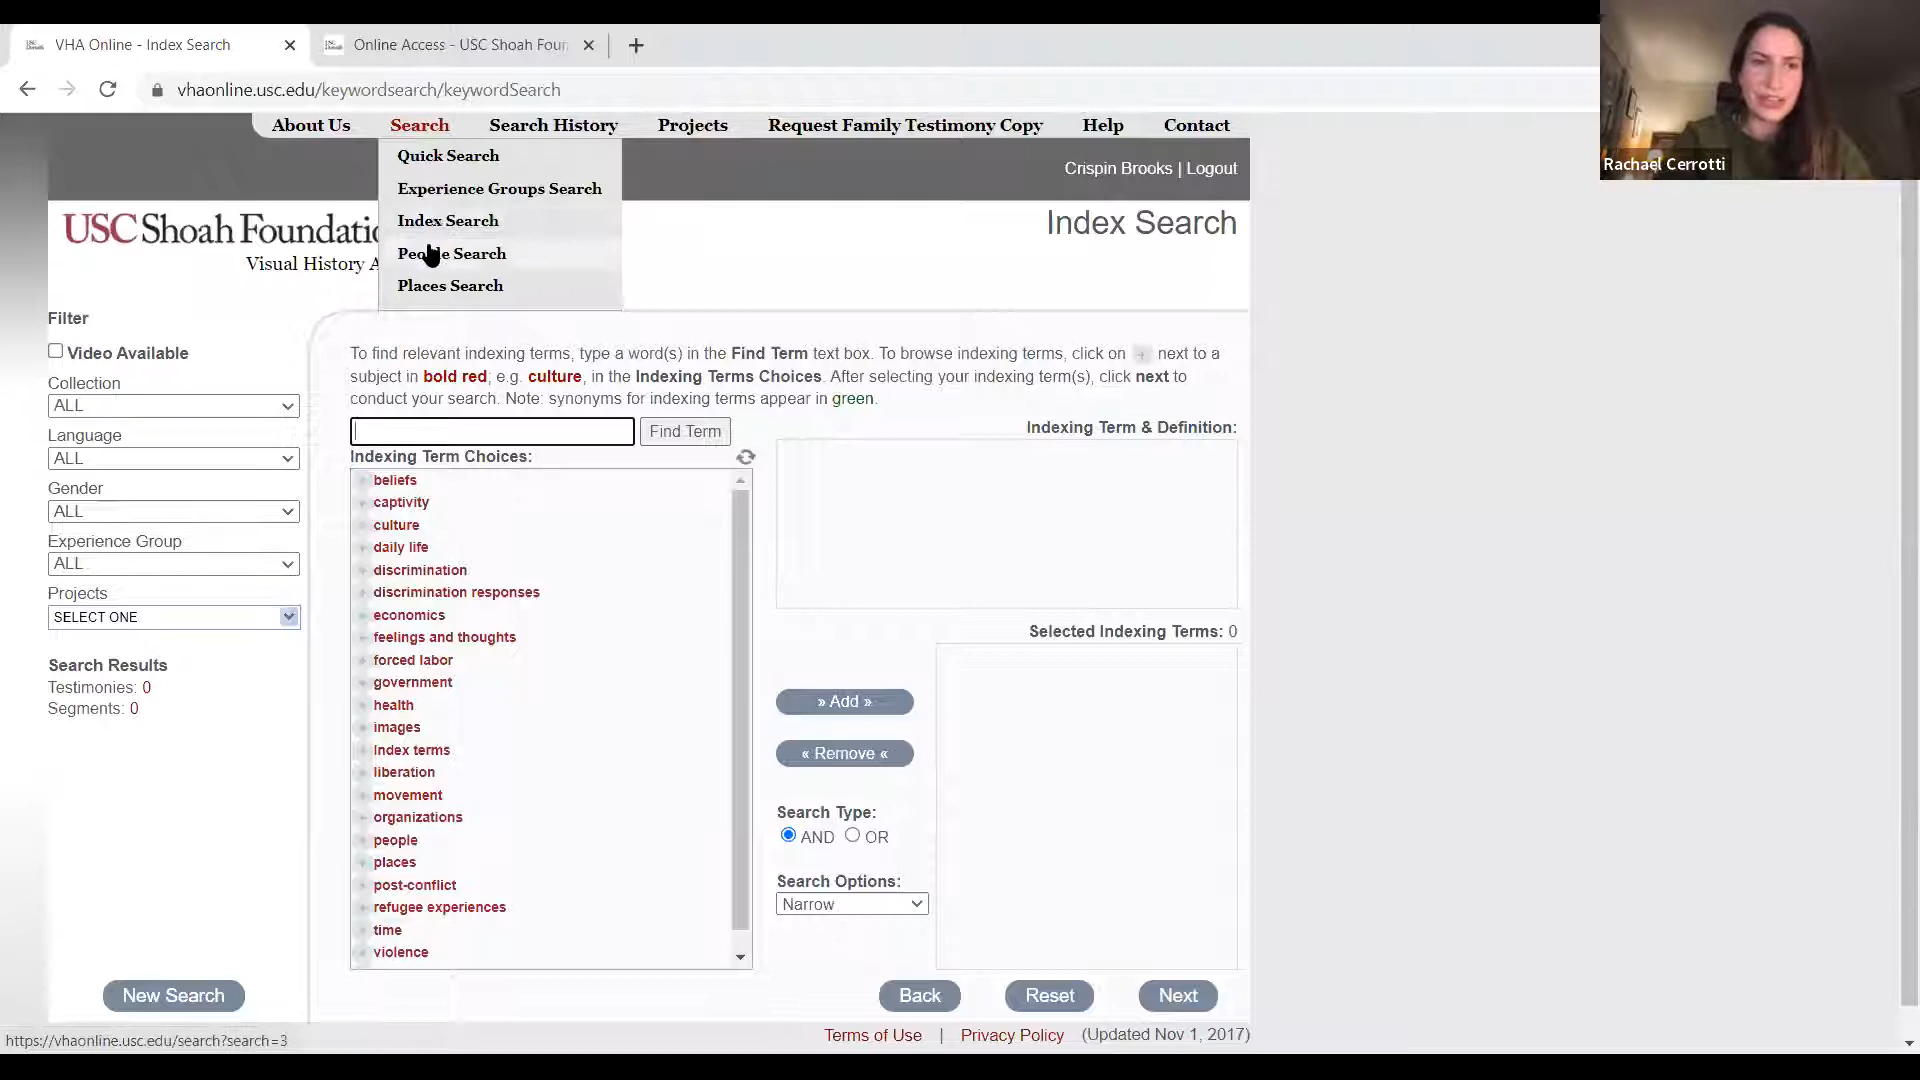 VHA Online - Index Search
Online Access - USC Shoah Foun
vhaonline.usc.edu/keywordsearch/keywordSearch
Rachael Cerrotti
About Us Search Search History Projects Request Family Testimony Copy Help Contact
Quick Search
Experience Groups Search
Index Search
People Search
Places Search
Crispin Brooks | Logout
USC Shoah Foundatio
Visual History A
Index Search
Filter
Video Available
Collection
ALL
Language
ALL
Gender
ALL
Experience Group
ALL
Projects
SELECT ONE
Search Results
Testimonies: 0
Segments: 0
New Search
To find relevant indexing terms, type a word(s) in the Find Term text box. To browse indexing terms, click on + next to a
subject in bold red; e.g. culture, in the Indexing Terms Choices. After selecting your indexing term(s), click next to
conduct your search. Note: synonyms for indexing terms appear in green.
Find Term
Indexing Term Choices:
beliefs
captivity
culture
daily life
discrimination
discrimination responses
economics
feelings and thoughts
forced labor
government
health
images
Index terms
liberation
movement
organizations
people
places
post-conflict
refugee experiences
time
violence
Indexing Term & Definition:
Selected Indexing Terms: 0
» Add »
« Remove «
Search Type:
AND OR
Search Options:
Narrow
Back Reset Next
Terms of Use | Privacy Policy (Updated Nov 1, 2017)
https://vhaonline.usc.edu/search?search=3